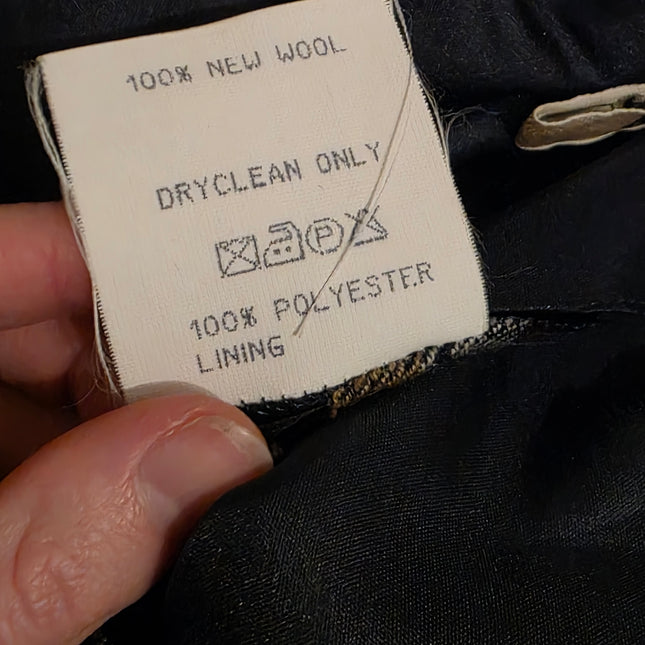 100% NEW WOOL
DRYCLEAN ONLY
P
100% POLYESTER
LINING